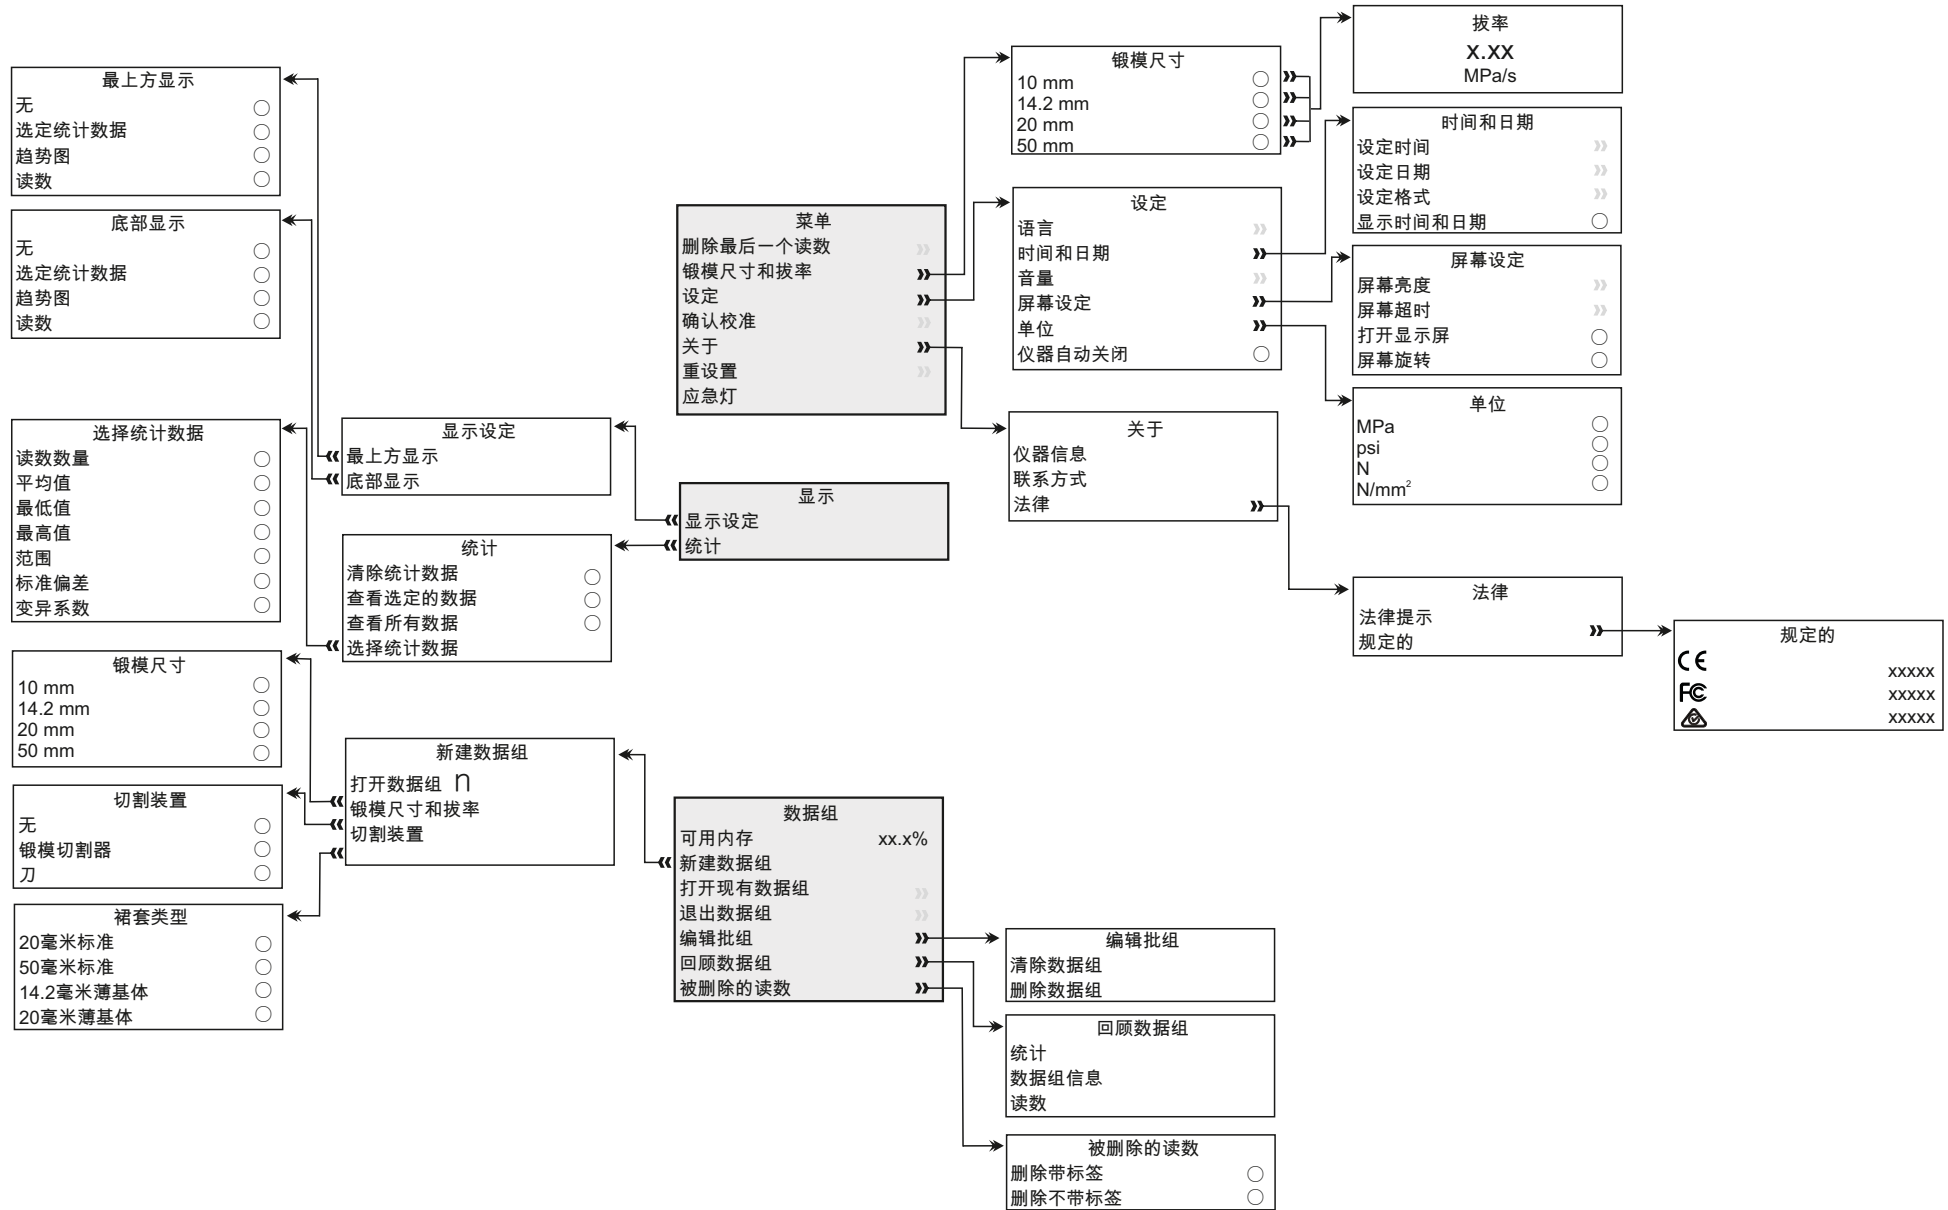 最上方显示
无
选定统计数据
趋势图
读数
底部显示
无
选定统计数据
趋势图
读数
选择统计数据
读数数量
平均值
最低值
最高值
范围
标准偏差
变异系数
锻模尺寸
10 mm
14.2 mm
20 mm
50 mm
切割装置
无
锻模切割器
刀
裙套类型
20毫米标准
50毫米标准
14.2毫米薄基体
20毫米薄基体
显示设定
最上方显示
底部显示
统计
清除统计数据
查看选定的数据
查看所有数据
选择统计数据
新建数据组
打开数据组 n
锻模尺寸和拔率
切割装置
菜单
删除最后一个读数
锻模尺寸和拔率
设定
确认校准
关于
重设置
应急灯
显示
显示设定
统计
数据组
可用内存 xx.x%
新建数据组
打开现有数据组
退出数据组
编辑批组
回顾数据组
被删除的读数
锻模尺寸
10 mm
14.2 mm
20 mm
50 mm
设定
语言
时间和日期
音量
屏幕设定
单位
仪器自动关闭
关于
仪器信息
联系方式
法律
编辑批组
清除数据组
删除数据组
回顾数据组
统计
数据组信息
读数
被删除的读数
删除带标签
删除不带标签
拔率
x.xx
MPa/s
时间和日期
设定时间
设定日期
设定格式
显示时间和日期
屏幕设定
屏幕亮度
屏幕超时
打开显示屏
屏幕旋转
单位
MPa
psi
N
N/mm²
法律
法律提示
规定的
规定的
CE xxxxx
FC xxxxx
xxxxx